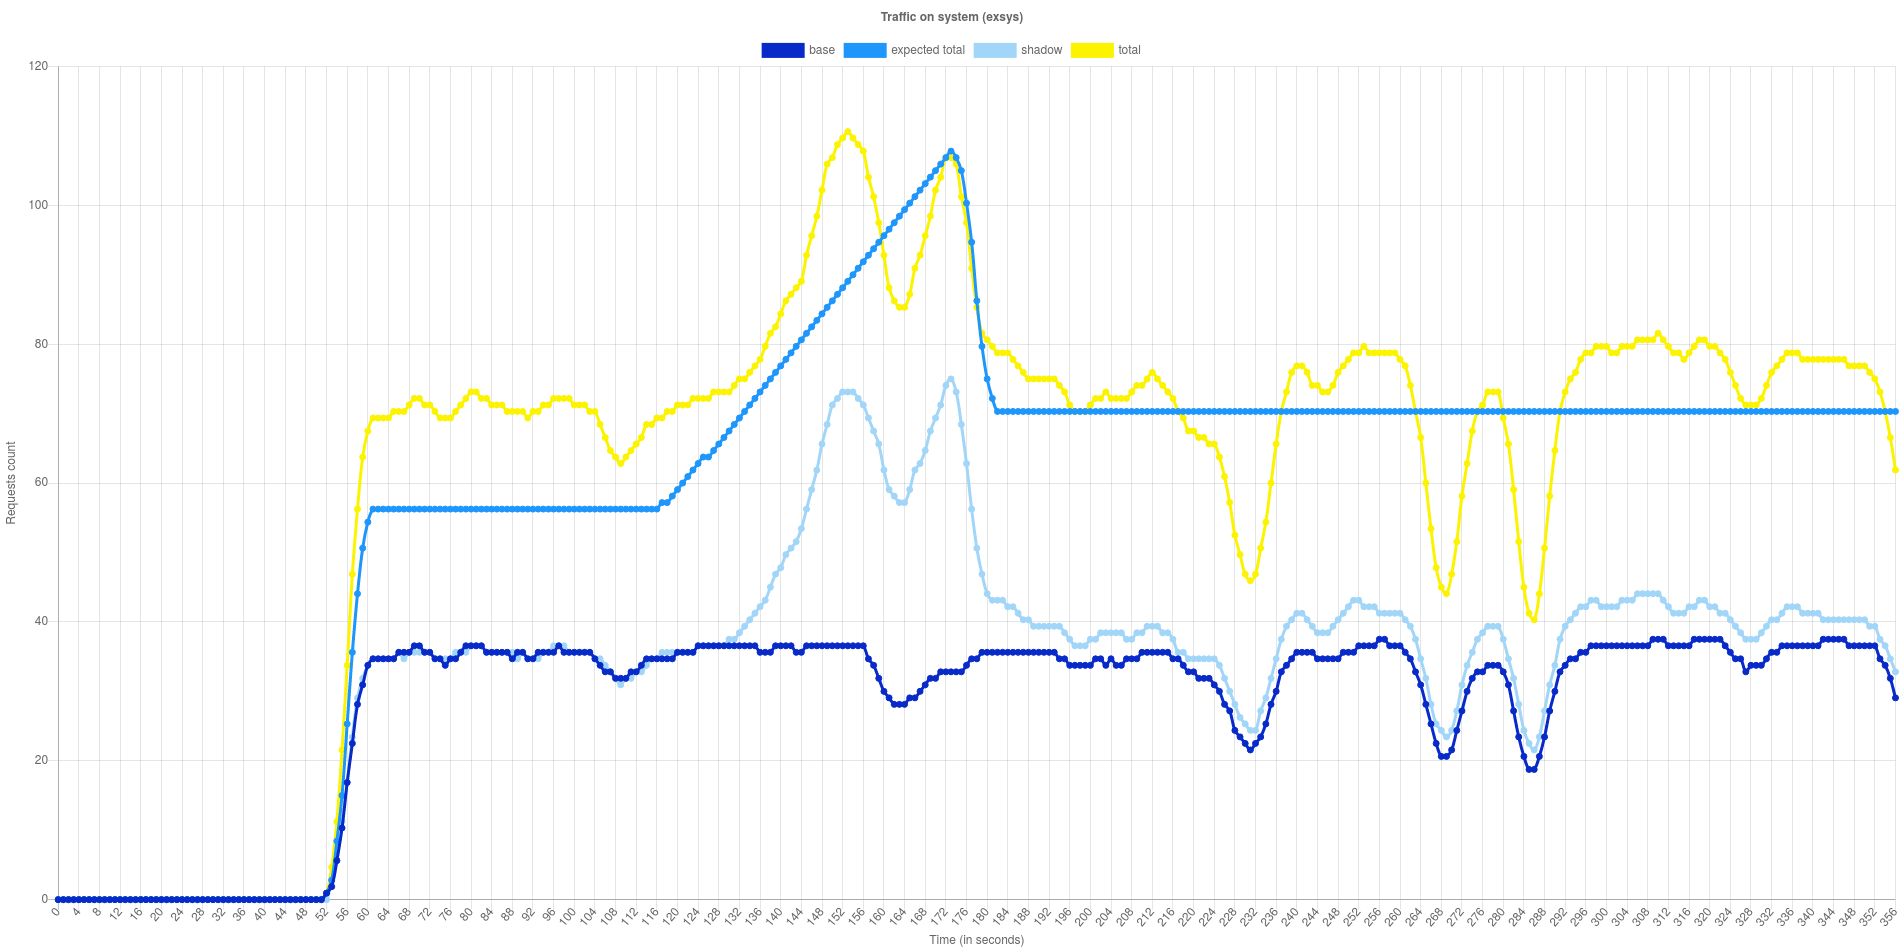 Traffic on system (exsys)
base expected total shadow total
120
100
80
60
40
20
0
Requests count
0 4 8 12 16 20 24 28 32 36 40 44 48 52 56 60 64 68 72 76 80 84 88 92 96 100 104 108 112 116 120 124 128 132 136 140 144 148 152 156 160 164 168 172 176 180 184 188 192 196 200 204 208 212 216 220 224 228 232 236 240 244 248 252 256 260 264 268 272 276 280 284 288 292 296 300 304 308 312 316 320 324 328 332 336 340 344 348 352 356
Time (in seconds)